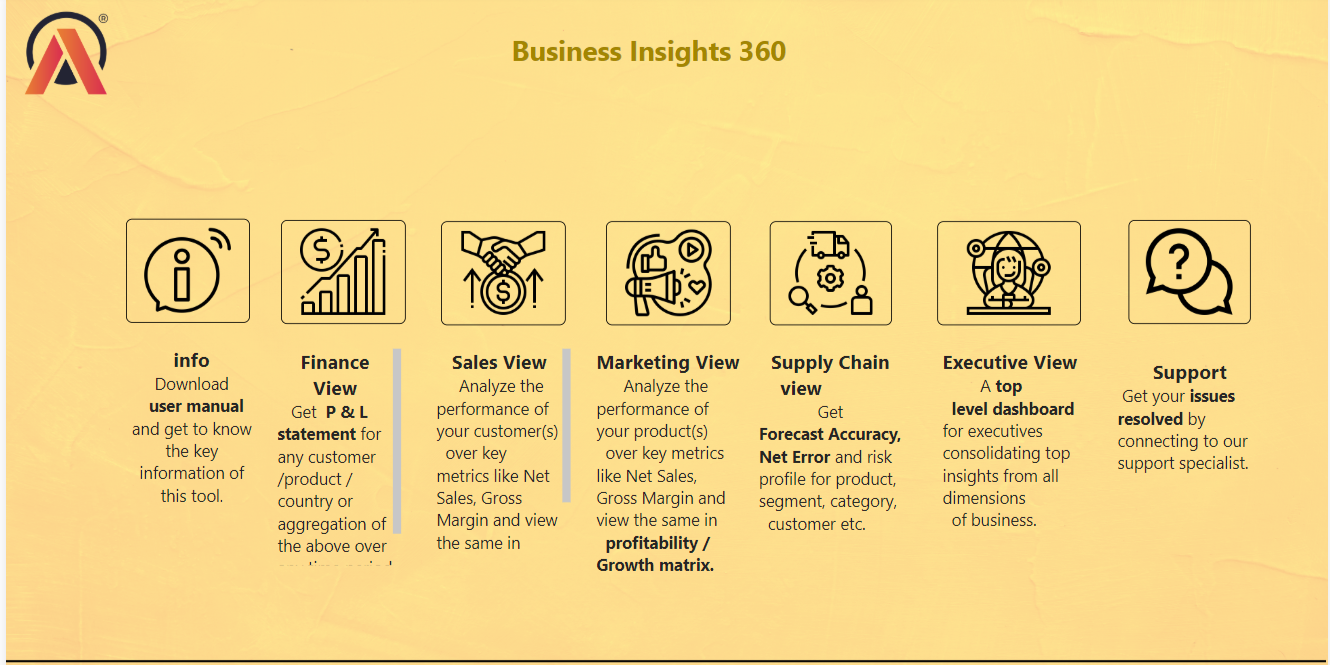 ®
Business Insights 360
info
Download
user manual
and get to know
the key
information of
this tool.
Finance
View
Get P & L
statement for
any customer
/product /
country or
aggregation of
the above over
any time period
Sales View
Analyze the
performance of
your customer(s)
over key
metrics like Net
Sales, Gross
Margin and view
the same in
Marketing View
Analyze the
performance of
your product(s)
over key metrics
like Net Sales,
Gross Margin and
view the same in
profitability /
Growth matrix.
Supply Chain
view
Get
Forecast Accuracy,
Net Error and risk
profile for product,
segment, category,
customer etc.
Executive View
A top
level dashboard
for executives
consolidating top
insights from all
dimensions
of business.
Support
Get your issues
resolved by
connecting to our
support specialist.